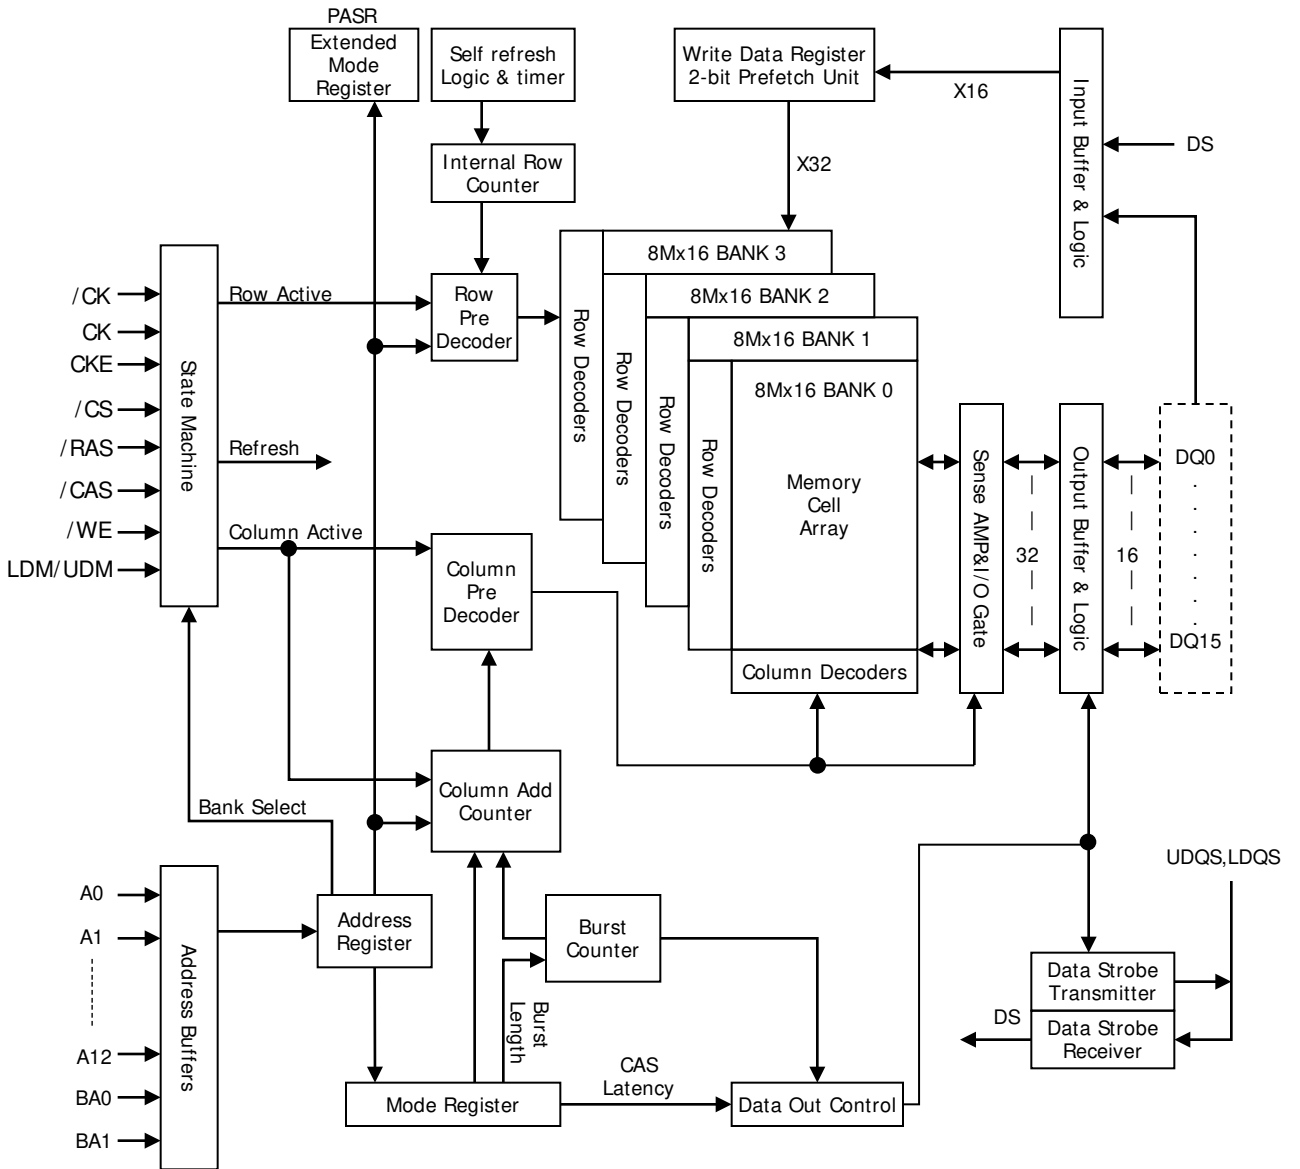 PASR
Extended
Mode
Register
Self refresh
Logic & timer
Write Data Register
2-bit Prefetch Unit
X16
Input Buffer & Logic
DS
Internal Row
Counter
X32
8Mx16 BANK 3
8Mx16 BANK 2
8Mx16 BANK 1
8Mx16 BANK 0
Row Decoders
Row Decoders
Row Decoders
Row Decoders
Memory
Cell
Array
Column Decoders
/CK
CK
CKE
/CS
/RAS
/CAS
/WE
LDM/UDM
State Machine
Row Active
Refresh
Column Active
Row
Pre
Decoder
Column
Pre
Decoder
Sense AMP&I/O Gate
32
Output Buffer & Logic
16
DQ0
DQ15
Bank Select
Column Add
Counter
A0
A1
A12
BA0
BA1
Address Buffers
Address
Register
Burst
Counter
Burst
Length
Mode Register
CAS
Latency
Data Out Control
UDQS,LDQS
Data Strobe
Transmitter
DS
Data Strobe
Receiver